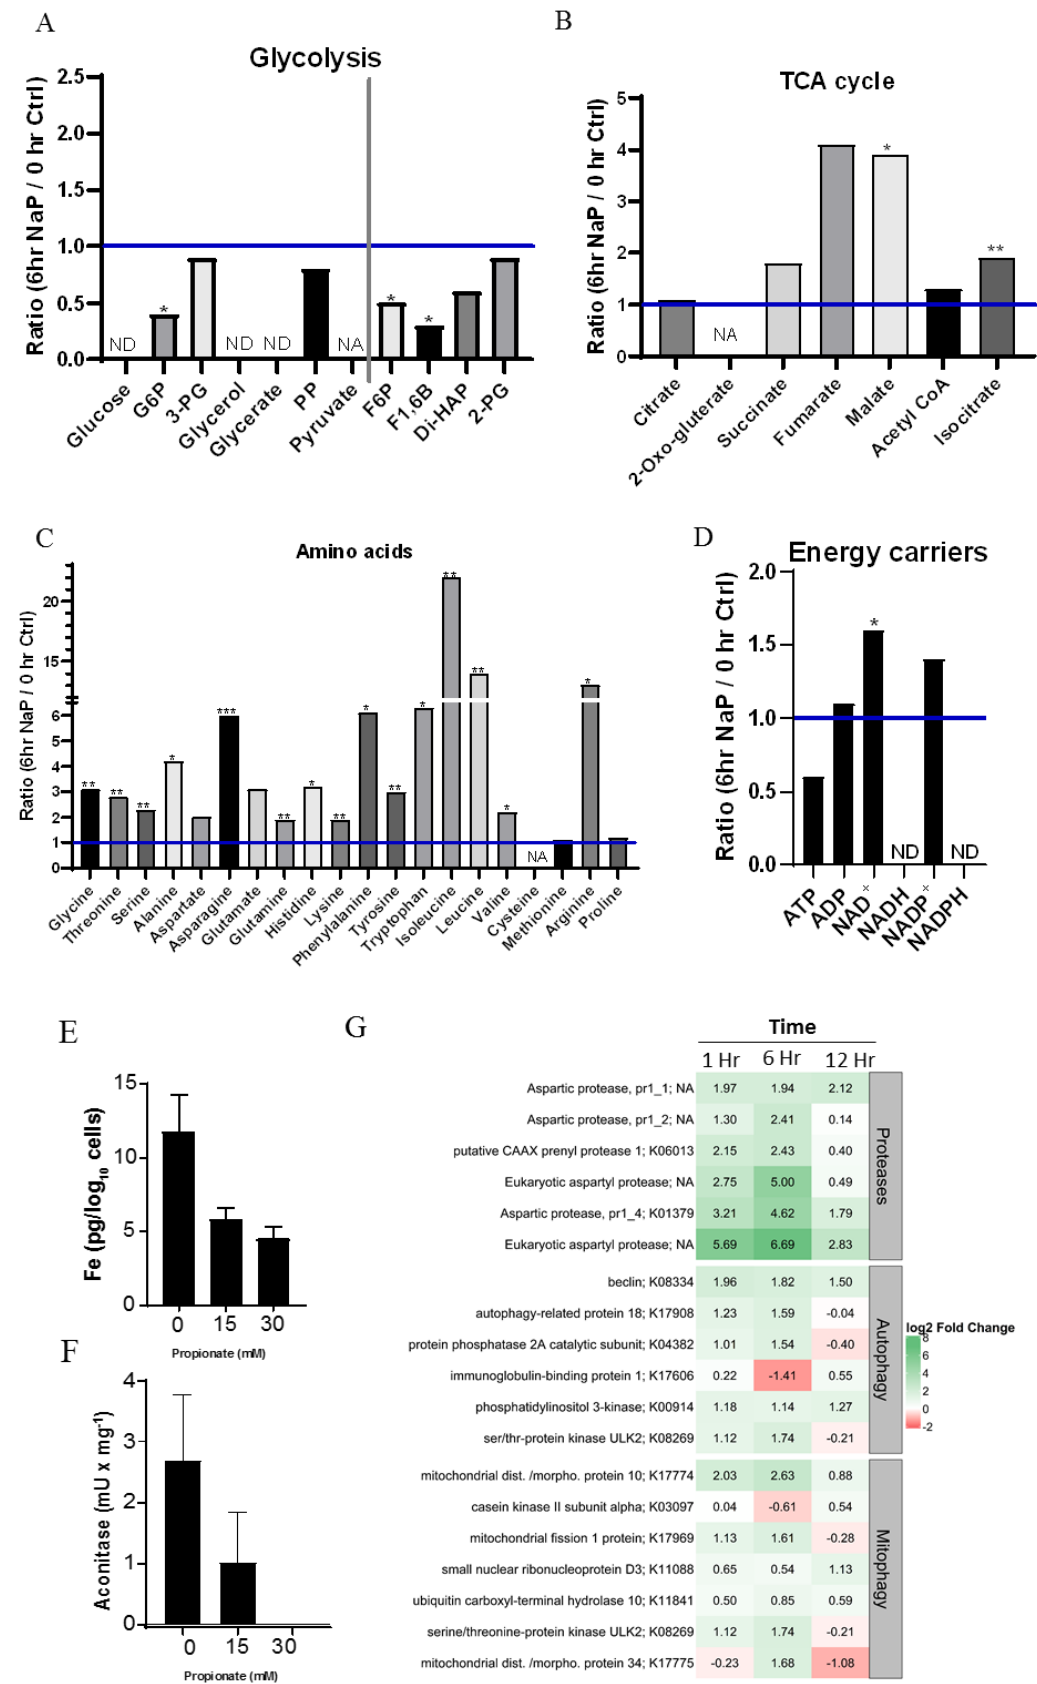 A
Glycolysis
Ratio (6hr NaP / 0 hr Ctrl)
2.5
2.0
1.5
1.0
0.5
0.0
ND
*
ND
ND
NA
*
*
Glucose
G6P
3-PG
Glycerol
Glycerate
PP
Pyruvate
F6P
F1,6B
Di-HAP
2-PG
B
TCA cycle
Ratio (6hr NaP / 0 hr Ctrl)
5
4
3
2
1
0
NA
*
**
Citrate
2-Oxo-gluterate
Succinate
Fumarate
Malate
Acetyl CoA
Isocitrate
C
Amino acids
Ratio (6hr NaP / 0 hr Ctrl)
20
15
6
5
4
3
2
1
0
**
**
**
*
***
**
*
**
*
**
*
**
**
*
NA
*
Glycine
Threonine
Serine
Alanine
Aspartate
Asparagine
Glutamate
Glutamine
Histidine
Lysine
Phenylalanine
Tyrosine
Tryptophan
Isoleucine
Leucine
Valine
Cysteine
Methionine
Arginine
Proline
D
Energy carriers
Ratio (6hr NaP / 0 hr Ctrl)
2.0
1.5
1.0
0.5
0.0
*
ND
ND
ATP
ADP
NAD+
NADH
NADP+
NADPH
E
Fe (pg/log10 cells)
15
10
5
0
0 15 30
Propionate (mM)
F
Aconitase (mU x mg-1)
4
3
2
1
0
0 15 30
Propionate (mM)
G
Time
1 Hr 6 Hr 12 Hr
Aspartic protease, pr1_1; NA 1.97 1.94 2.12
Aspartic protease, pr1_2; NA 1.30 2.41 0.14
putative CAAX prenyl protease 1; K06013 2.15 2.43 0.40
Eukaryotic aspartyl protease; NA 2.75 5.00 0.49
Aspartic protease, pr1_4; K01379 3.21 4.62 1.79
Eukaryotic aspartyl protease; NA 5.69 6.69 2.83
Proteases
beclin; K08334 1.96 1.82 1.50
autophagy-related protein 18; K17908 1.23 1.59 -0.04
protein phosphatase 2A catalytic subunit; K04382 1.01 1.54 -0.40
immunoglobulin-binding protein 1; K17606 0.22 -1.41 0.55
phosphatidylinositol 3-kinase; K00914 1.18 1.14 1.27
ser/thr-protein kinase ULK2; K08269 1.12 1.74 -0.21
Autophagy
mitochondrial dist. /morpho. protein 10; K17774 2.03 2.63 0.88
casein kinase II subunit alpha; K03097 0.04 -0.61 0.54
mitochondrial fission 1 protein; K17969 1.13 1.61 -0.28
small nuclear ribonucleoprotein D3; K11088 0.65 0.54 1.13
ubiquitin carboxyl-terminal hydrolase 10; K11841 0.50 0.85 0.59
serine/threonine-protein kinase ULK2; K08269 1.12 1.74 -0.21
mitochondrial dist. /morpho. protein 34; K17775 -0.23 1.68 -1.08
Mitophagy
log2 Fold Change
8
6
4
2
0
-2